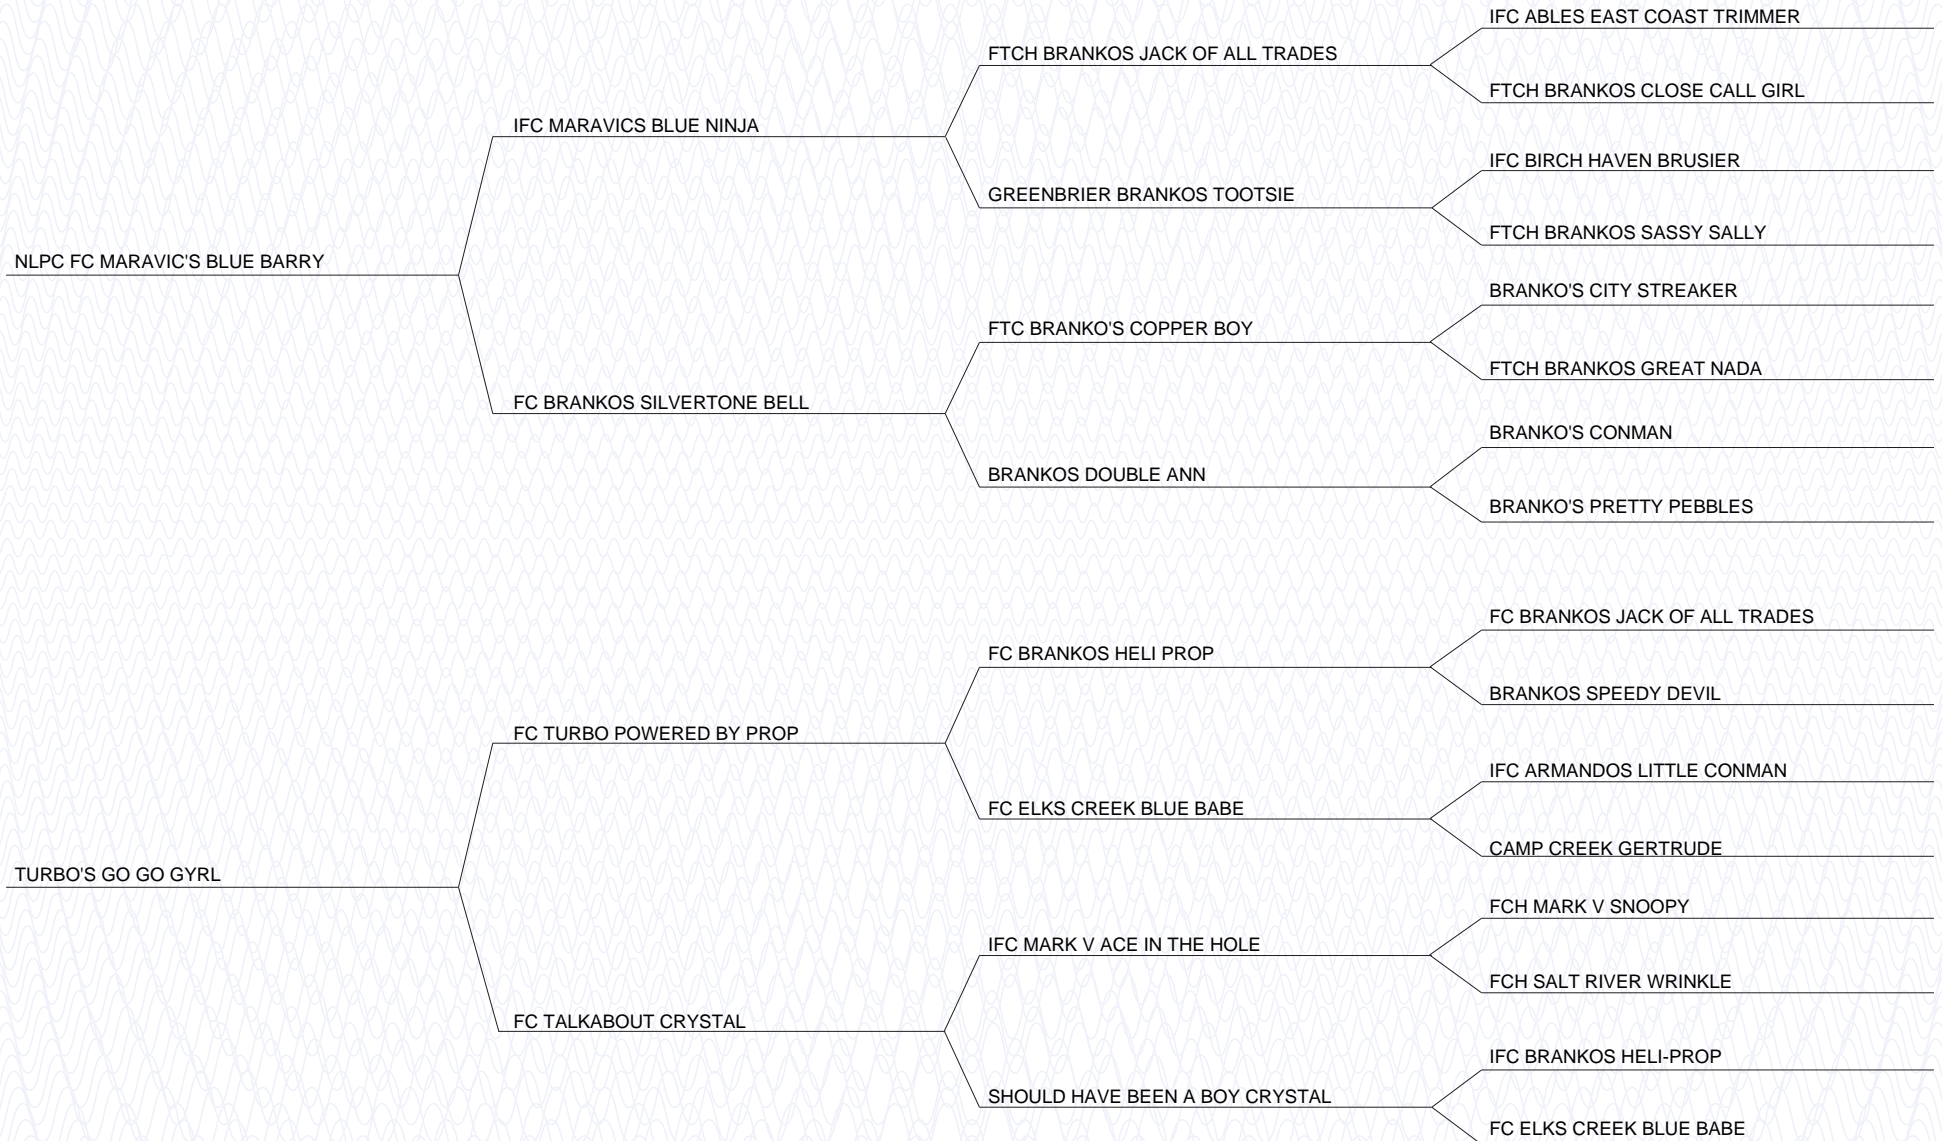 IFC ABLES EAST COAST TRIMMER
FTCH BRANKOS JACK OF ALL TRADES
FTCH BRANKOS CLOSE CALL GIRL
IFC MARAVICS BLUE NINJA
IFC BIRCH HAVEN BRUSIER
GREENBRIER BRANKOS TOOTSIE
FTCH BRANKOS SASSY SALLY
NLPC FC MARAVIC'S BLUE BARRY
BRANKO'S CITY STREAKER
FTC BRANKO'S COPPER BOY
FTCH BRANKOS GREAT NADA
FC BRANKOS SILVERTONE BELL
BRANKO'S CONMAN
BRANKOS DOUBLE ANN
BRANKO'S PRETTY PEBBLES
FC BRANKOS JACK OF ALL TRADES
FC BRANKOS HELI PROP
BRANKOS SPEEDY DEVIL
FC TURBO POWERED BY PROP
IFC ARMANDOS LITTLE CONMAN
FC ELKS CREEK BLUE BABE
CAMP CREEK GERTRUDE
TURBO'S GO GO GYRL
FCH MARK V SNOOPY
IFC MARK V ACE IN THE HOLE
FCH SALT RIVER WRINKLE
FC TALKABOUT CRYSTAL
IFC BRANKOS HELI-PROP
SHOULD HAVE BEEN A BOY CRYSTAL
FC ELKS CREEK BLUE BABE